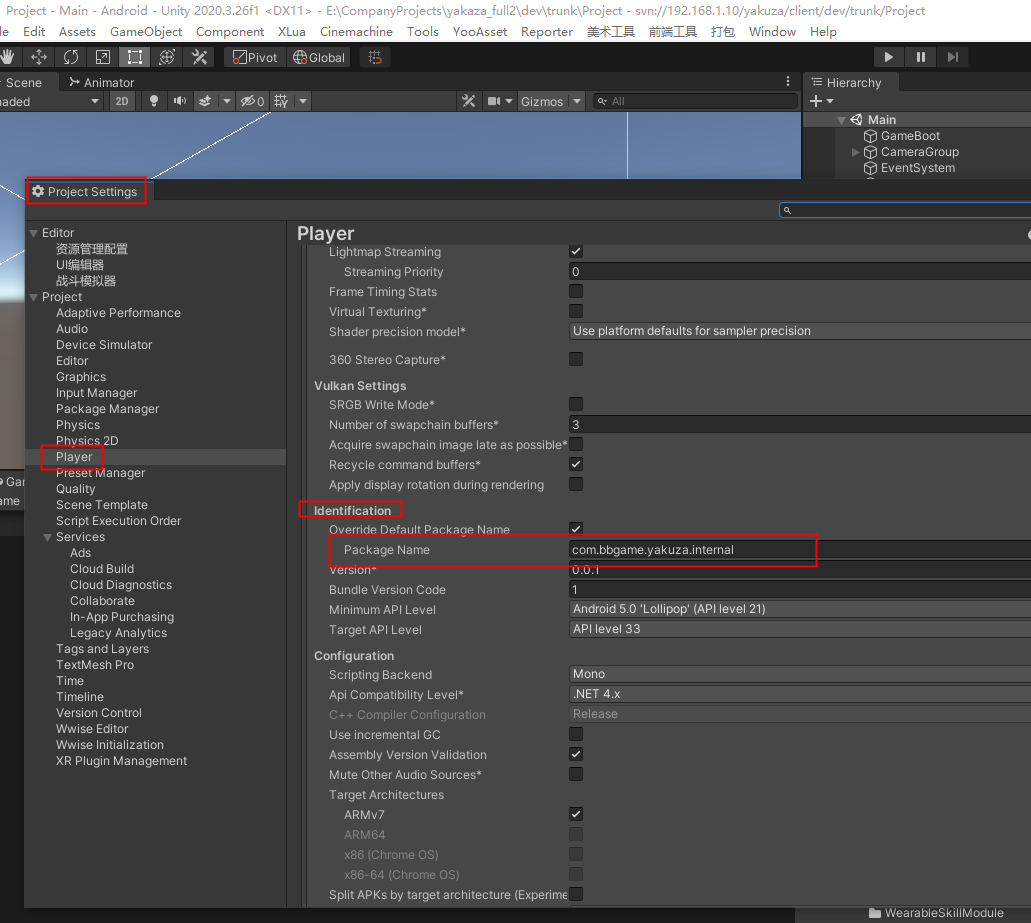 Project - Main - Android - Unity 2020.3.26f1 <DX11> - E:\CompanyProjects\yakaza_full2\dev\trunk\Project - svn://192.168.1.10/yakuza/client/dev/trunk/Project
le Edit Assets GameObject Component XLua Cinemachine Tools YooAsset Reporter 美术工具 前端工具 打包 Window Help
Pivot Global
Scene Animator Hierarchy
haded 2D 0 Gizmos All
Main
GameBoot
CameraGroup
EventSystem
Project Settings
Player
Editor
资源管理配置
UI编辑器
战斗模拟器
Project
Adaptive Performance
Audio
Device Simulator
Editor
Graphics
Input Manager
Package Manager
Physics
Physics 2D
Player
Preset Manager
Quality
Scene Template
Script Execution Order
Services
Ads
Cloud Build
Cloud Diagnostics
Collaborate
In-App Purchasing
Legacy Analytics
Tags and Layers
TextMesh Pro
Time
Timeline
Version Control
Wwise Editor
Wwise Initialization
XR Plugin Management
Lightmap Streaming
Streaming Priority 0
Frame Timing Stats
Virtual Texturing*
Shader precision model* Use platform defaults for sampler precision
360 Stereo Capture*
Vulkan Settings
SRGB Write Mode*
Number of swapchain buffers* 3
Acquire swapchain image late as possible*
Recycle command buffers*
Apply display rotation during rendering
Identification
Override Default Package Name
Package Name com.bbgame.yakuza.internal
Version* 0.0.1
Bundle Version Code 1
Minimum API Level Android 5.0 'Lollipop' (API level 21)
Target API Level API level 33
Configuration
Scripting Backend Mono
Api Compatibility Level* .NET 4.x
C++ Compiler Configuration Release
Use incremental GC
Assembly Version Validation
Mute Other Audio Sources*
Target Architectures
ARMv7
ARM64
x86 (Chrome OS)
x86-64 (Chrome OS)
Split APKs by target architecture (Experime
Gar
ame
WearableSkillModule